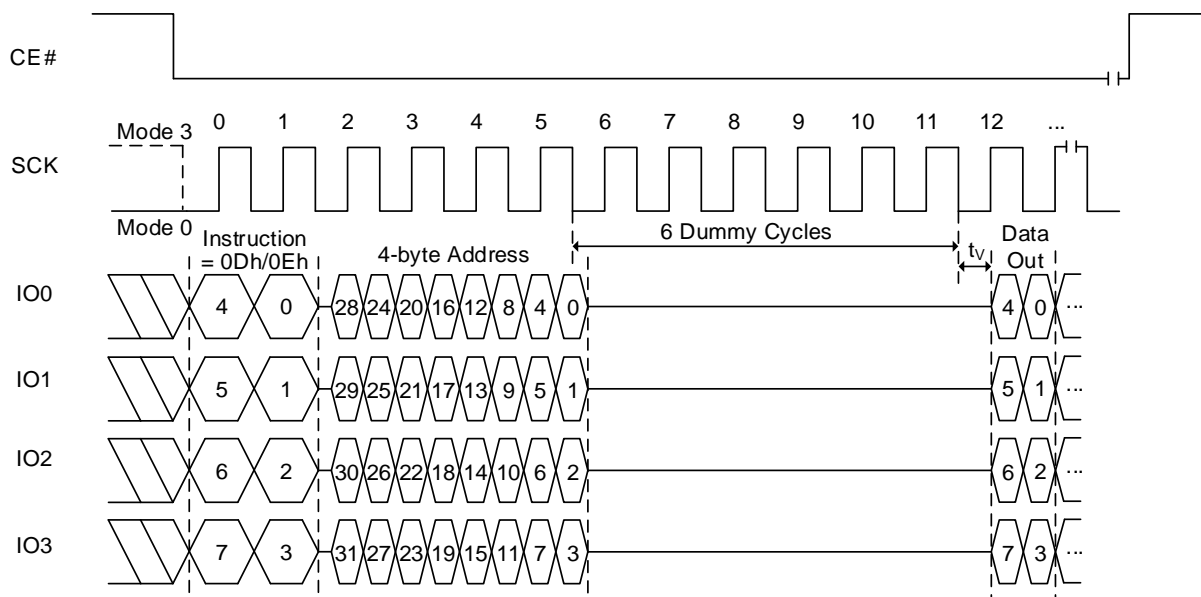 CE#
0 1 2 3 4 5 6 7 8 9 10 11 12 ...
Mode 3
SCK
Mode 0
Instruction
= 0Dh/0Eh
4-byte Address
6 Dummy Cycles
tV
Data
Out
IO0 4 0 28 24 20 16 12 8 4 0 4 0 ...
IO1 5 1 29 25 21 17 13 9 5 1 5 1 ...
IO2 6 2 30 26 22 18 14 10 6 2 6 2 ...
IO3 7 3 31 27 23 19 15 11 7 3 7 3 ...